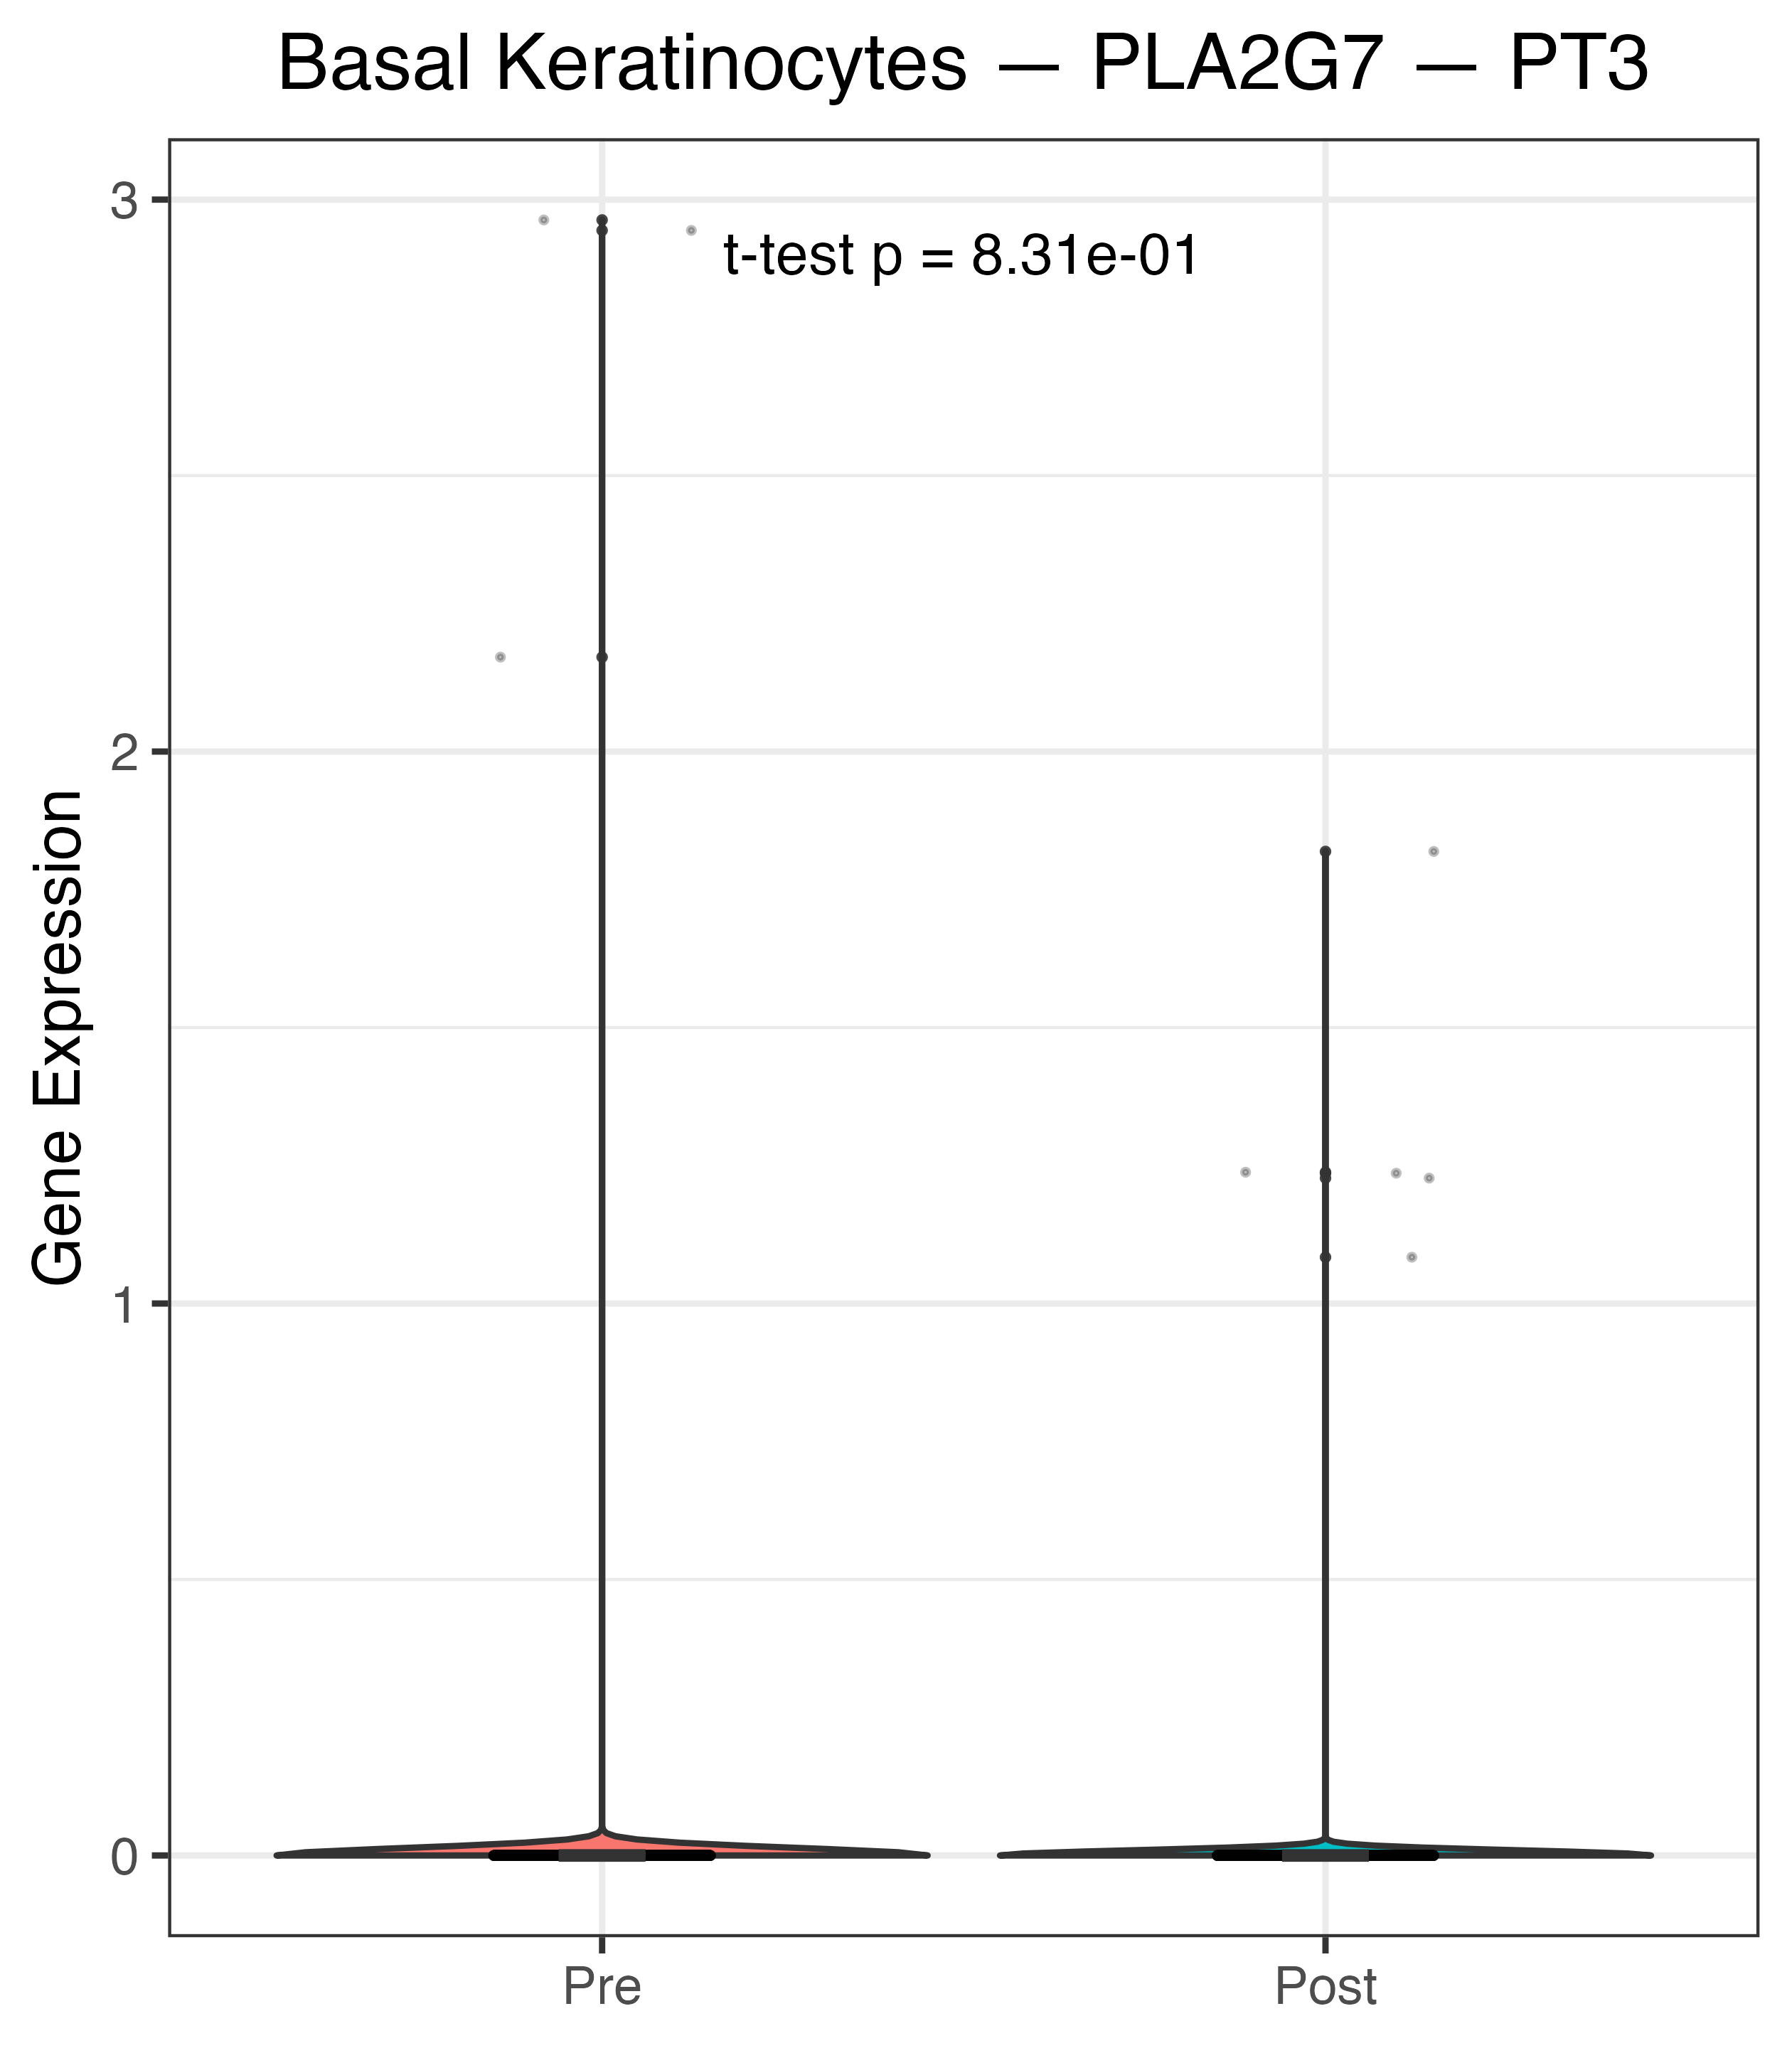 Basal Keratinocytes — PLA2G7 — PT3
3
t-test p = 8.31e-01
2
Gene Expression
1
0
Pre
Post